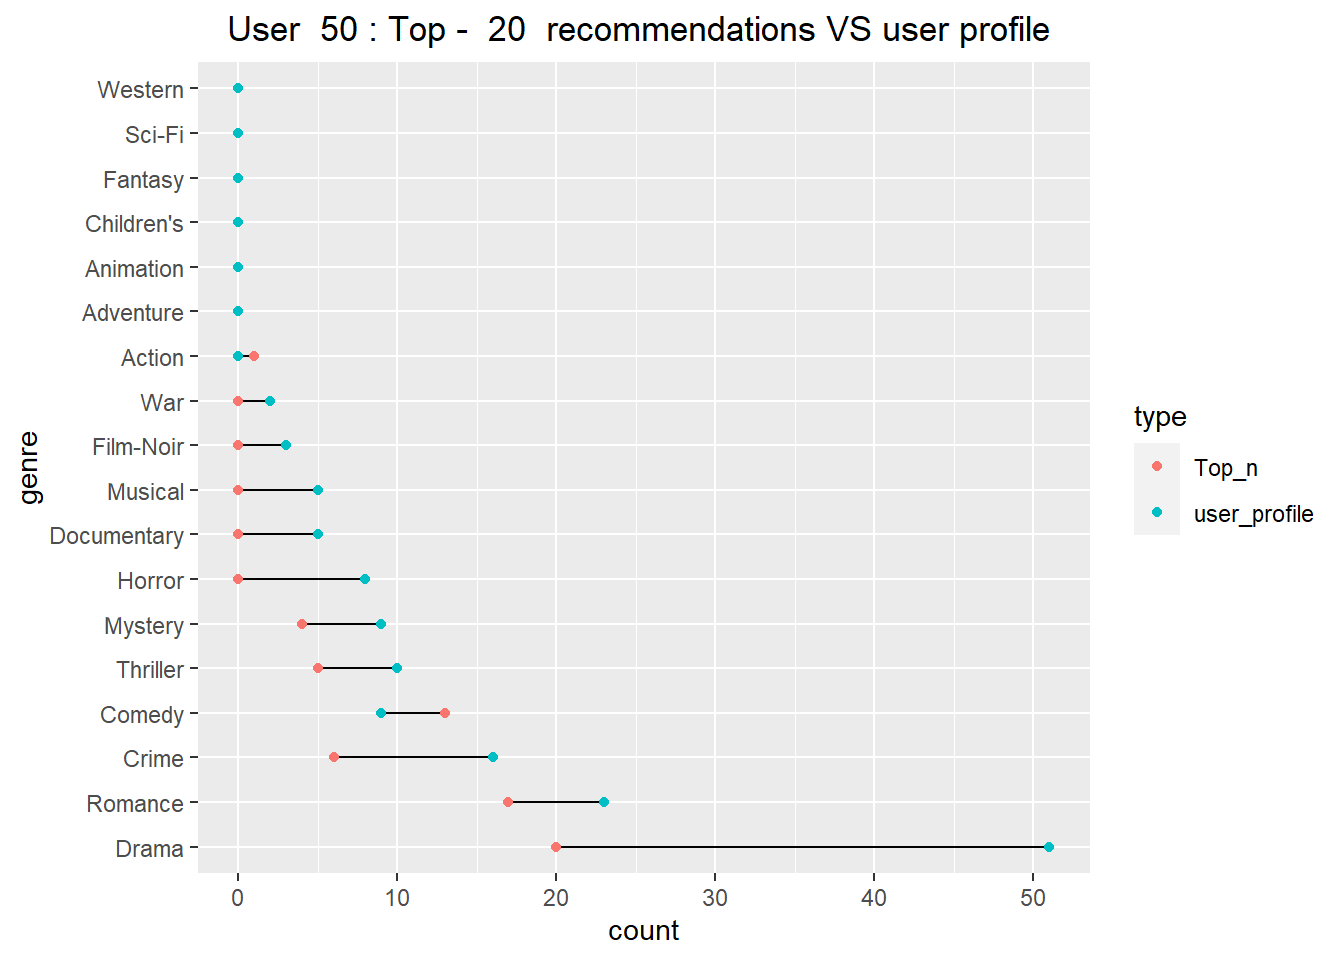 User  50 : Top -  20  recommendations VS user profile
genre
Western
Sci-Fi
Fantasy
Children's
Animation
Adventure
Action
War
Film-Noir
Musical
Documentary
Horror
Mystery
Thriller
Comedy
Crime
Romance
Drama
0 10 20 30 40 50
count
type
Top_n
user_profile